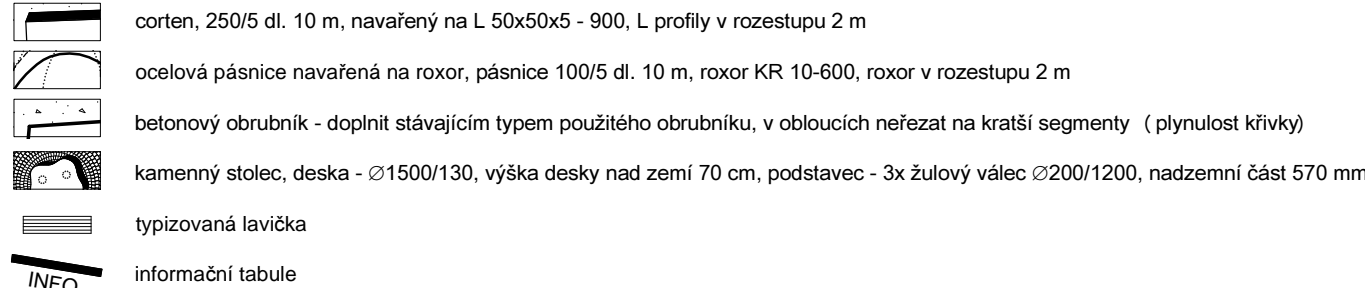 corten, 250/5 dl. 10 m, navařený na L 50x50x5 - 900, L profily v rozestupu 2 m
ocelová pásnice navařená na roxor, pásnice 100/5 dl. 10 m, roxor KR 10-600, roxor v rozestupu 2 m
betonový obrubník - doplnit stávajícím typem použitého obrubníku, v obloucích neřezat na kratší segmenty ( plynulost křivky)
kamenný stolec, deska - ∅1500/130, výška desky nad zemí 70 cm, podstavec - 3x žulový válec ∅200/1200, nadzemní část 570 mm
typizovaná lavička
informační tabule
INFO